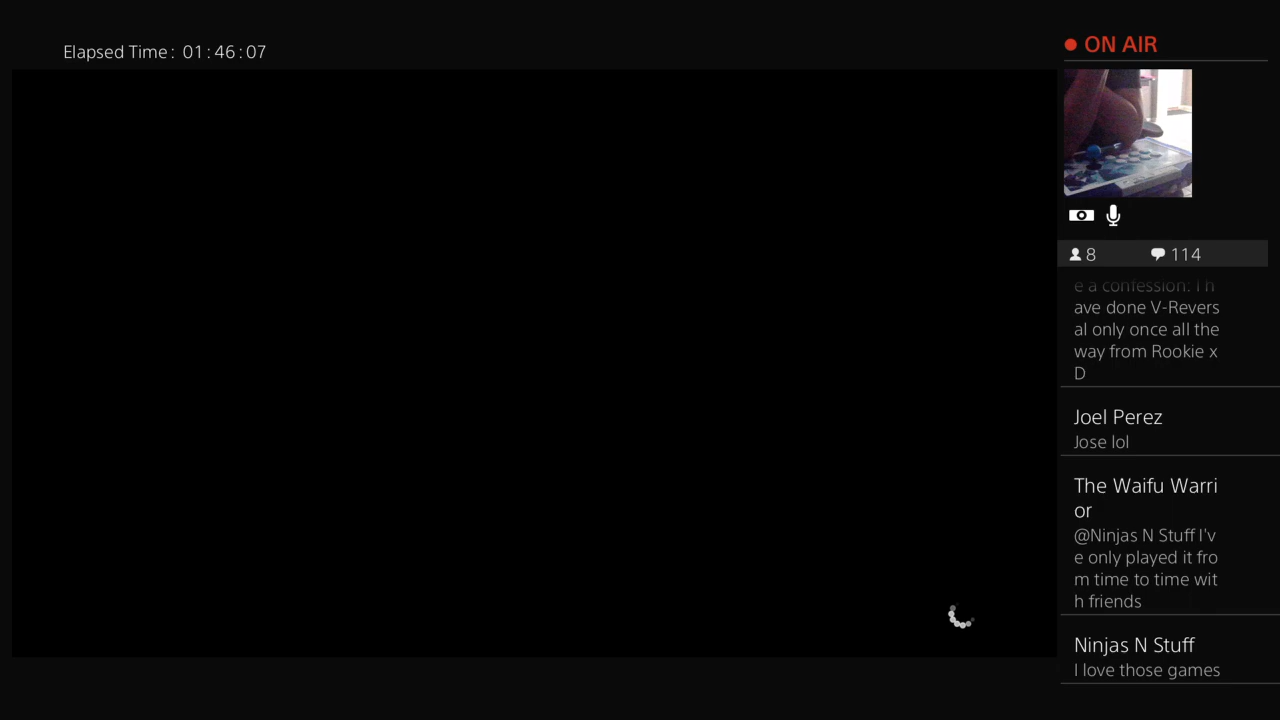 Elapsed Time: 01:46:07
ON AIR
8 114
e a confession: I h
ave done V-Revers
al only once all the
way from Rookie x
D
Joel Perez
Jose lol
The Waifu Warri
or
@Ninjas N Stuff I'v
e only played it fro
m time to time wit
h friends
Ninjas N Stuff
I love those games